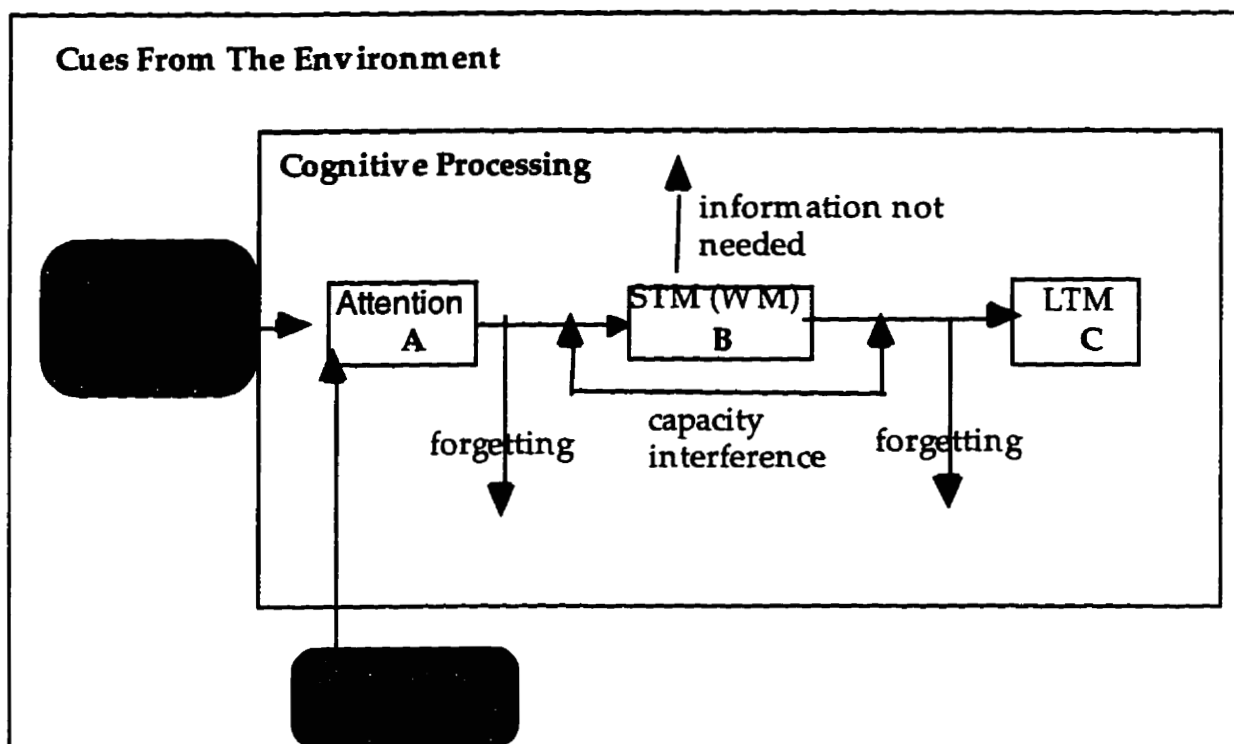 Cues From The Environment
Cognitive Processing
information not
needed
Attention
A
STM (WM)
B
LTM
C
forgetting
capacity
interference
forgetting